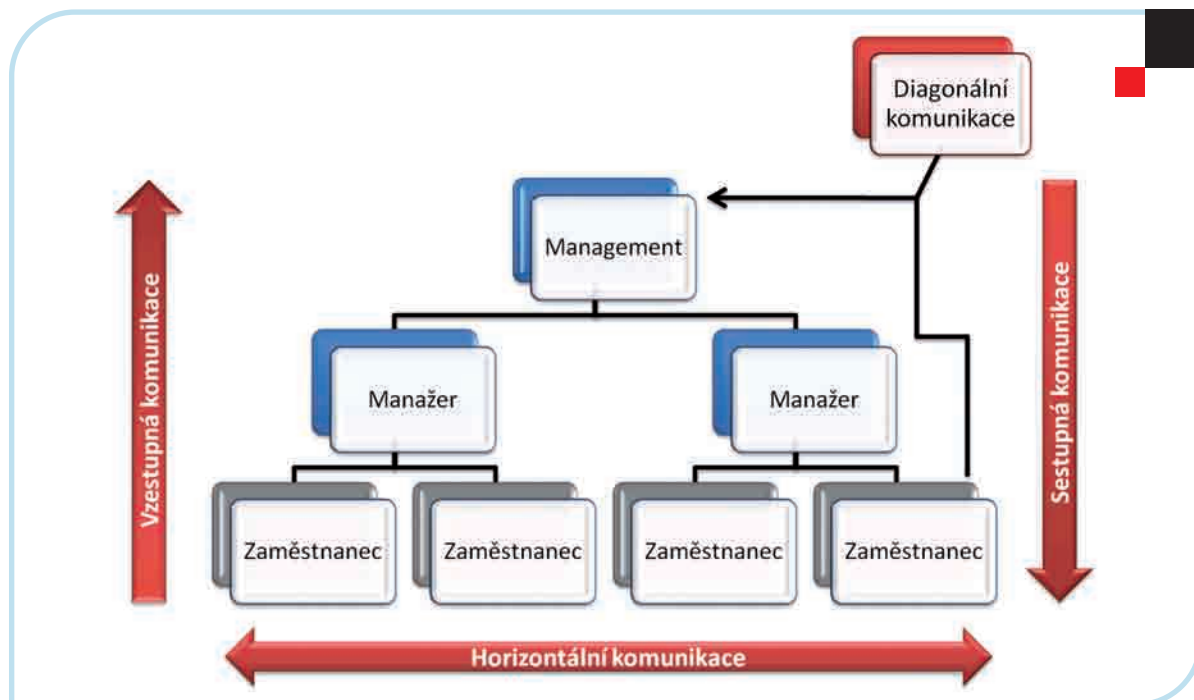 Diagonální
komunikace
Management
Manažer
Manažer
Zaměstnanec
Zaměstnanec
Zaměstnanec
Zaměstnanec
Vzestupná komunikace
Sestupná komunikace
Horizontální komunikace